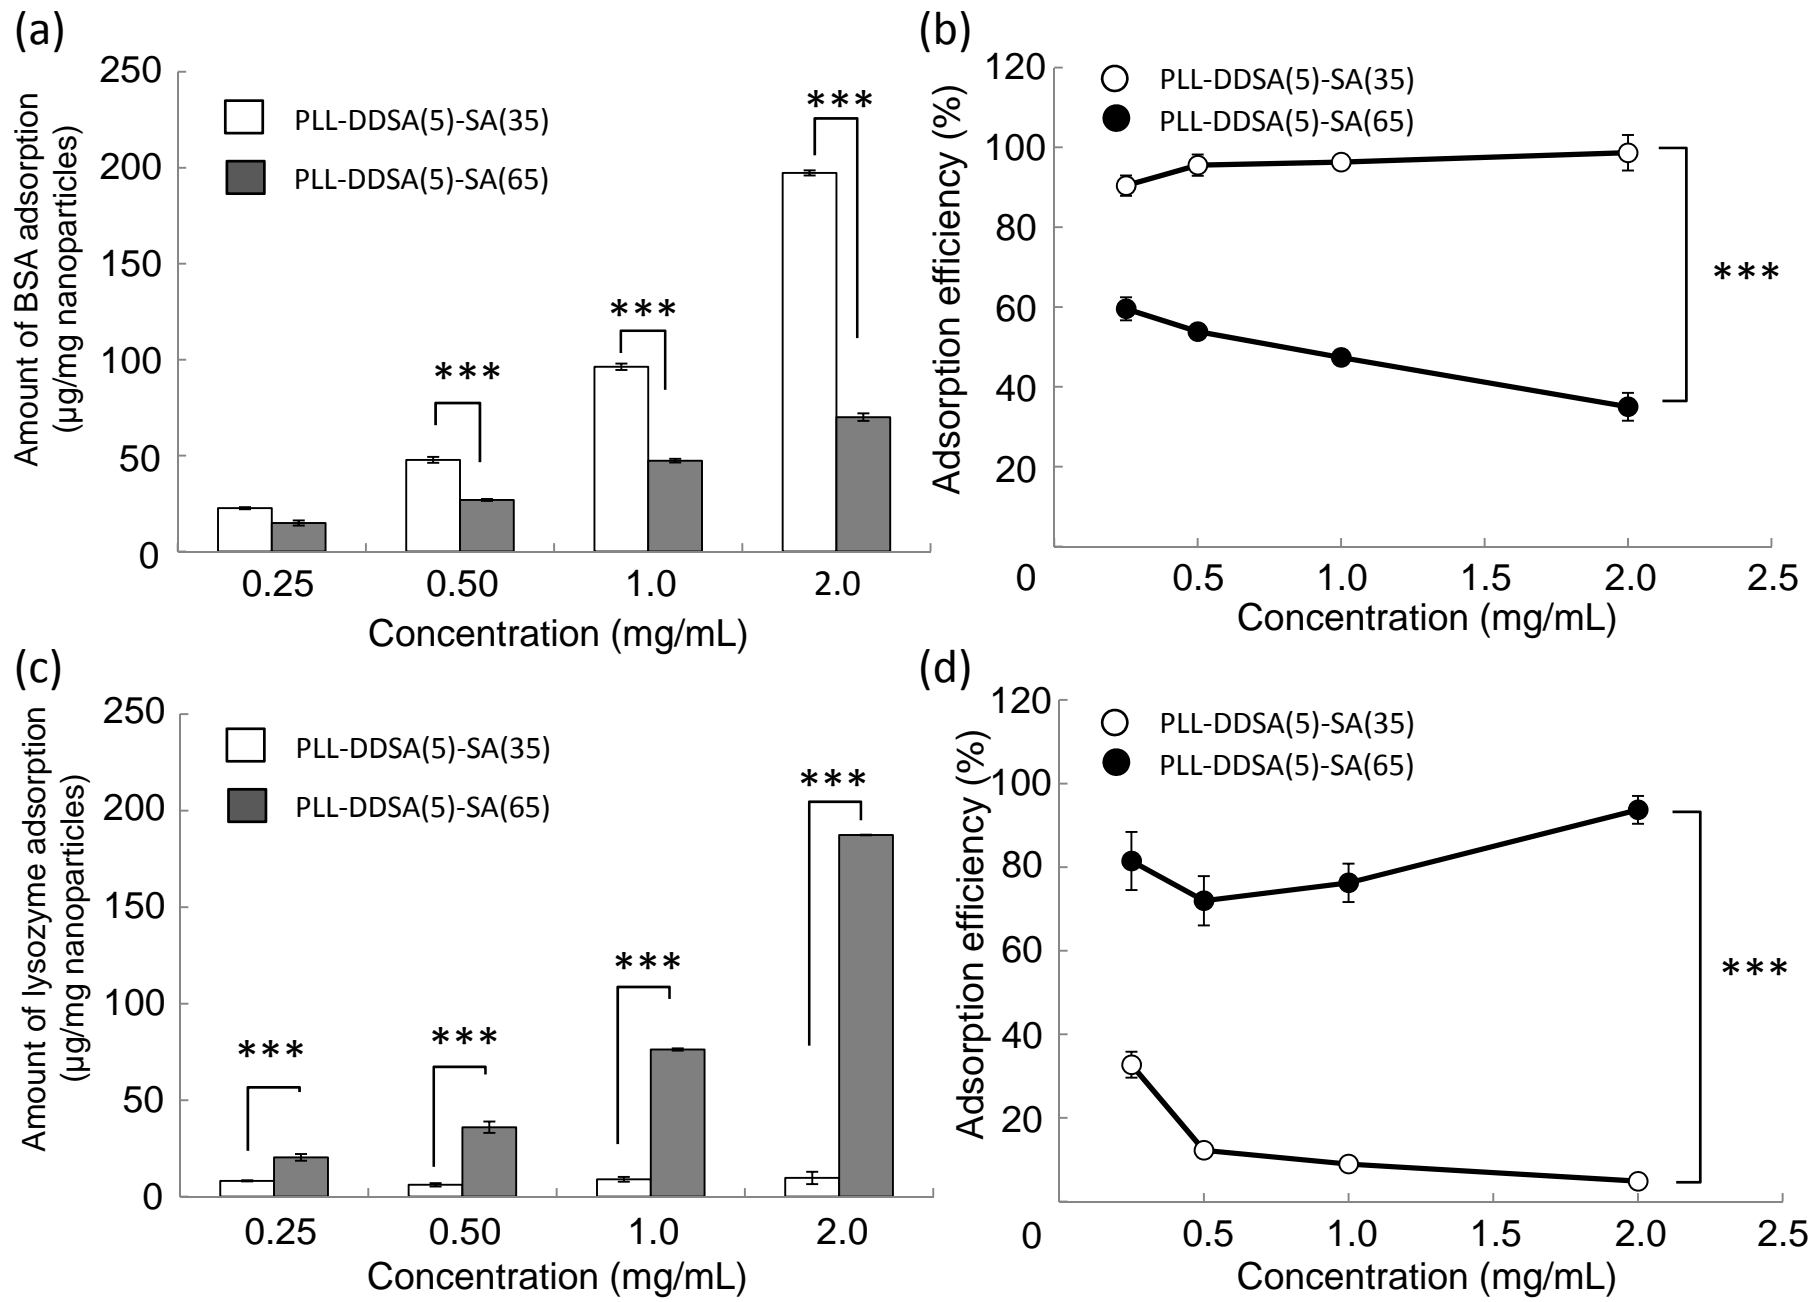 (a)
Amount of BSA adsorption
(μg/mg nanoparticles)
250
200
150
100
50
0
PLL-DDSA(5)-SA(35)
PLL-DDSA(5)-SA(65)
***
***
***
0.25 0.50 1.0 2.0
Concentration (mg/mL)
(b)
Adsorption efficiency (%)
120
100
80
60
40
20
0
PLL-DDSA(5)-SA(35)
PLL-DDSA(5)-SA(65)
***
0.5 1.0 1.5 2.0 2.5
Concentration (mg/mL)
(c)
Amount of lysozyme adsorption
(μg/mg nanoparticles)
250
200
150
100
50
0
PLL-DDSA(5)-SA(35)
PLL-DDSA(5)-SA(65)
***
***
***
***
0.25 0.50 1.0 2.0
Concentration (mg/mL)
(d)
Adsorption efficiency (%)
120
100
80
60
40
20
0
PLL-DDSA(5)-SA(35)
PLL-DDSA(5)-SA(65)
***
0.5 1.0 1.5 2.0 2.5
Concentration (mg/mL)